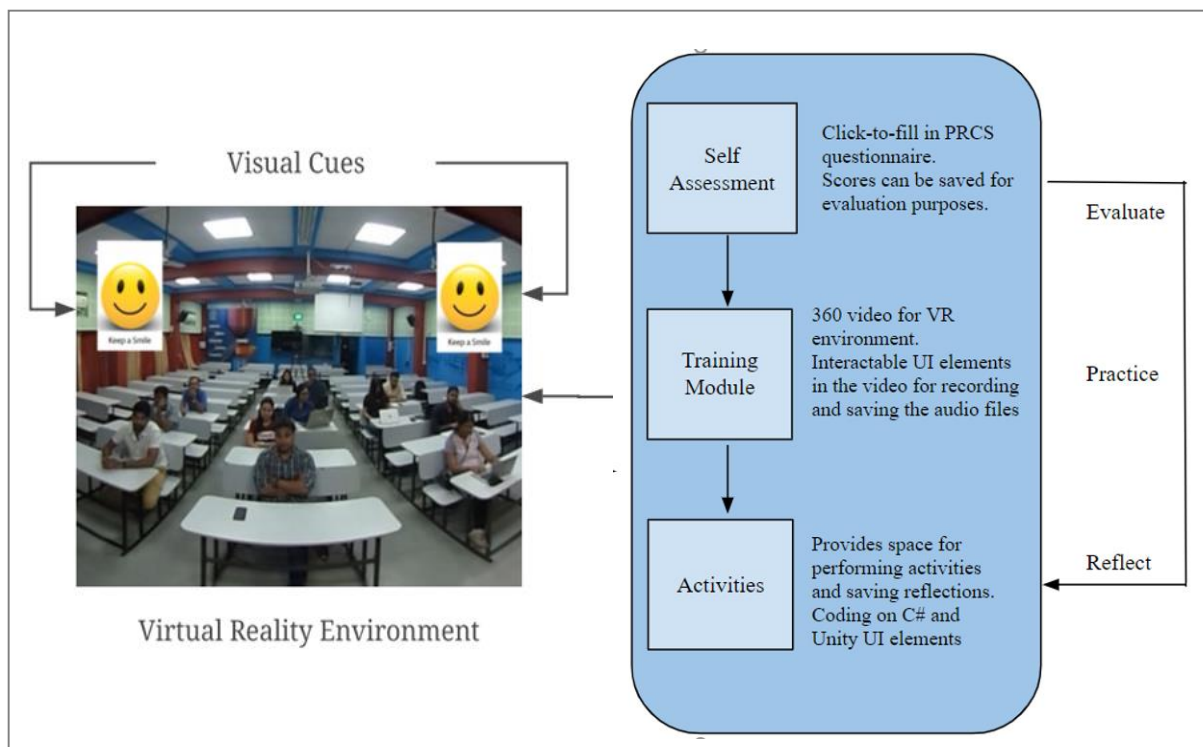 Visual Cues
Keep a Smile
Keep a Smile
Virtual Reality Environment
Self
Assessment
Click-to-fill in PRCS
questionnaire.
Scores can be saved for
evaluation purposes.
Training
Module
360 video for VR
environment.
Interactable UI elements
in the video for recording
and saving the audio files
Activities
Provides space for
performing activities
and saving reflections.
Coding on C# and
Unity UI elements
Evaluate
Practice
Reflect